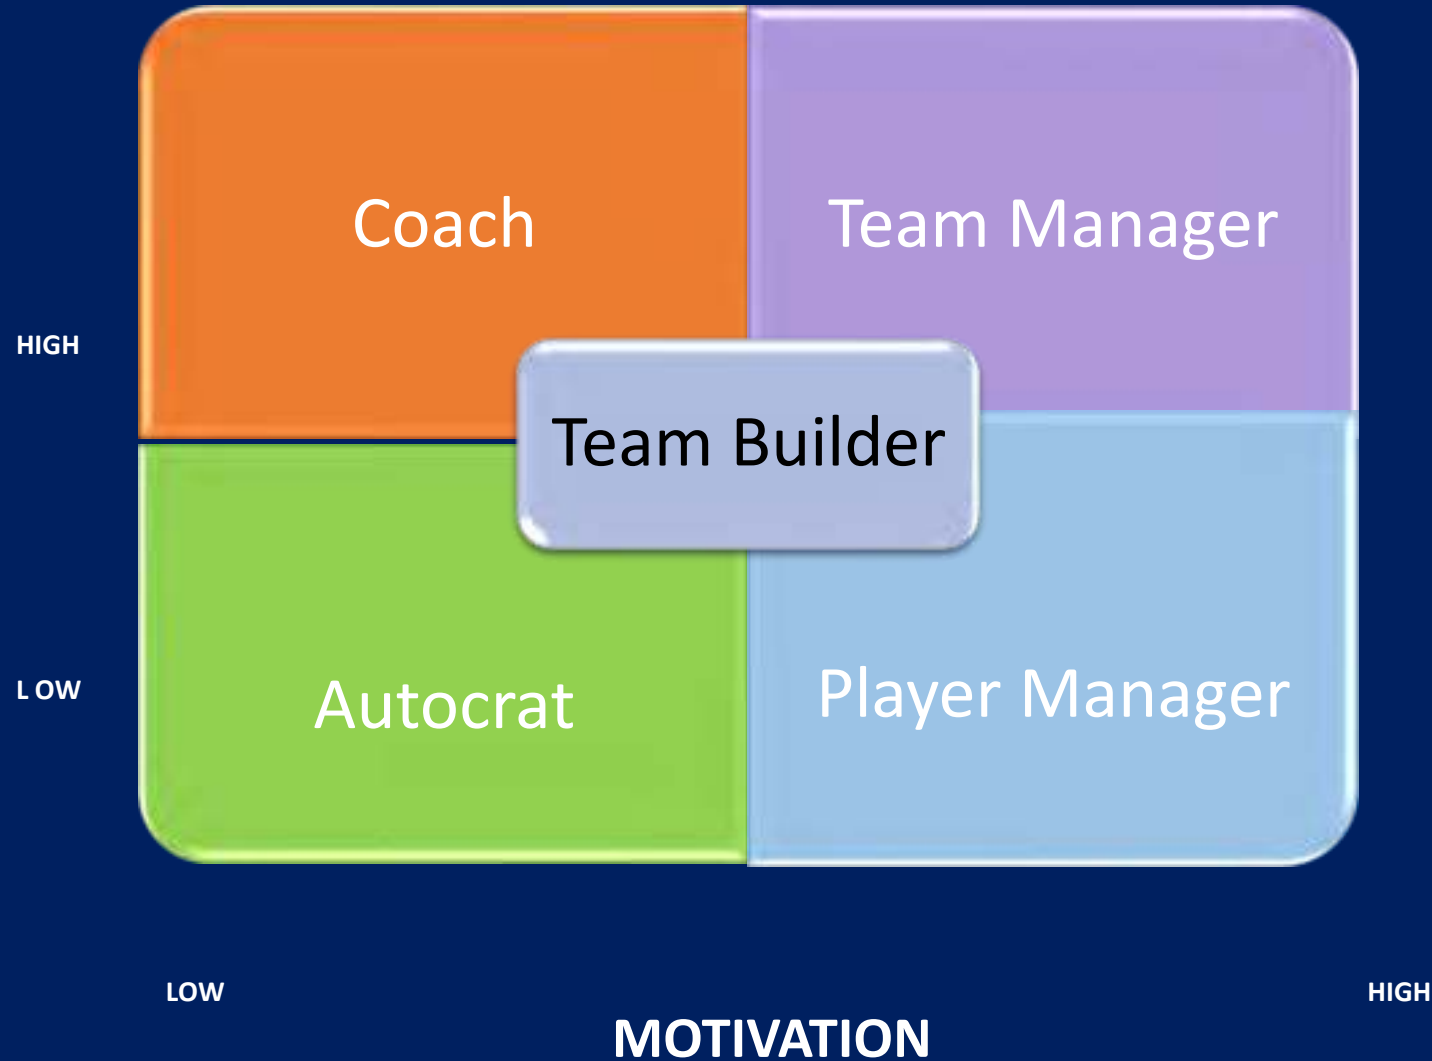 Coach
Team Manager
HIGH
Team Builder
L OW
Autocrat
Player Manager
LOW
HIGH
MOTIVATION